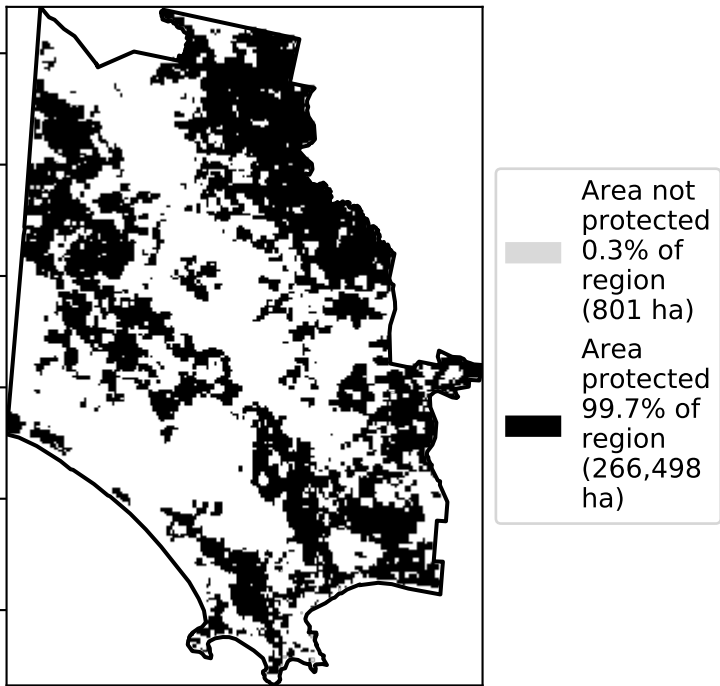 Area not
protected
0.3% of
region
(801 ha)
Area
protected
99.7% of
region
(266,498
ha)